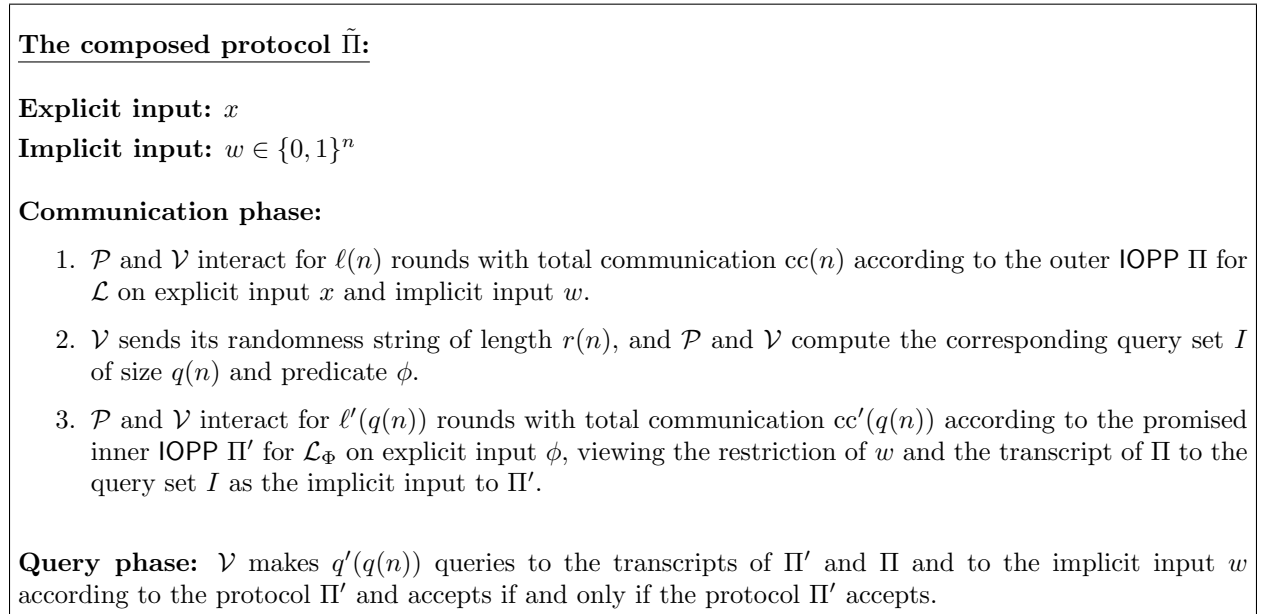 The composed protocol Π̃:
Explicit input: x
Implicit input: w ∈ {0, 1}ⁿ
Communication phase:
1. 𝒫 and 𝒱 interact for ℓ(n) rounds with total communication cc(n) according to the outer IOPP Π for
ℒ on explicit input x and implicit input w.
2. 𝒱 sends its randomness string of length r(n), and 𝒫 and 𝒱 compute the corresponding query set I
of size q(n) and predicate ϕ.
3. 𝒫 and 𝒱 interact for ℓ′(q(n)) rounds with total communication cc′(q(n)) according to the promised
inner IOPP Π′ for ℒ_Φ on explicit input ϕ, viewing the restriction of w and the transcript of Π to the
query set I as the implicit input to Π′.
Query phase: 𝒱 makes q′(q(n)) queries to the transcripts of Π′ and Π and to the implicit input w
according to the protocol Π′ and accepts if and only if the protocol Π′ accepts.